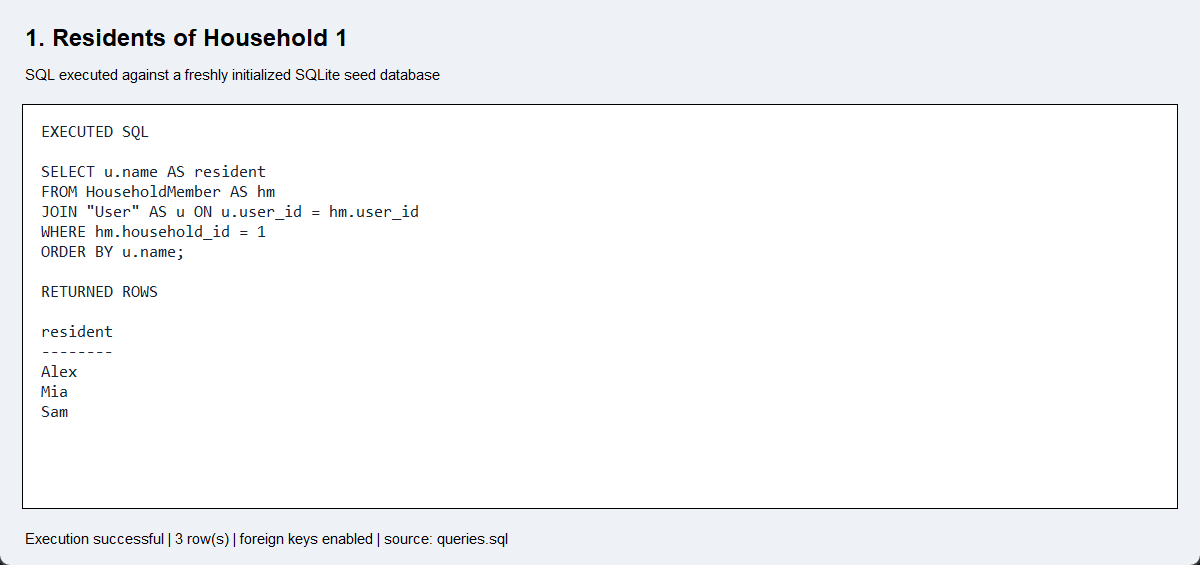 1. Residents of Household 1
SQL executed against a freshly initialized SQLite seed database
EXECUTED SQL
SELECT u.name AS resident
FROM HouseholdMember AS hm
JOIN "User" AS u ON u.user_id = hm.user_id
WHERE hm.household_id = 1
ORDER BY u.name;
RETURNED ROWS
resident
--------
Alex
Mia
Sam
Execution successful | 3 row(s) | foreign keys enabled | source: queries.sql